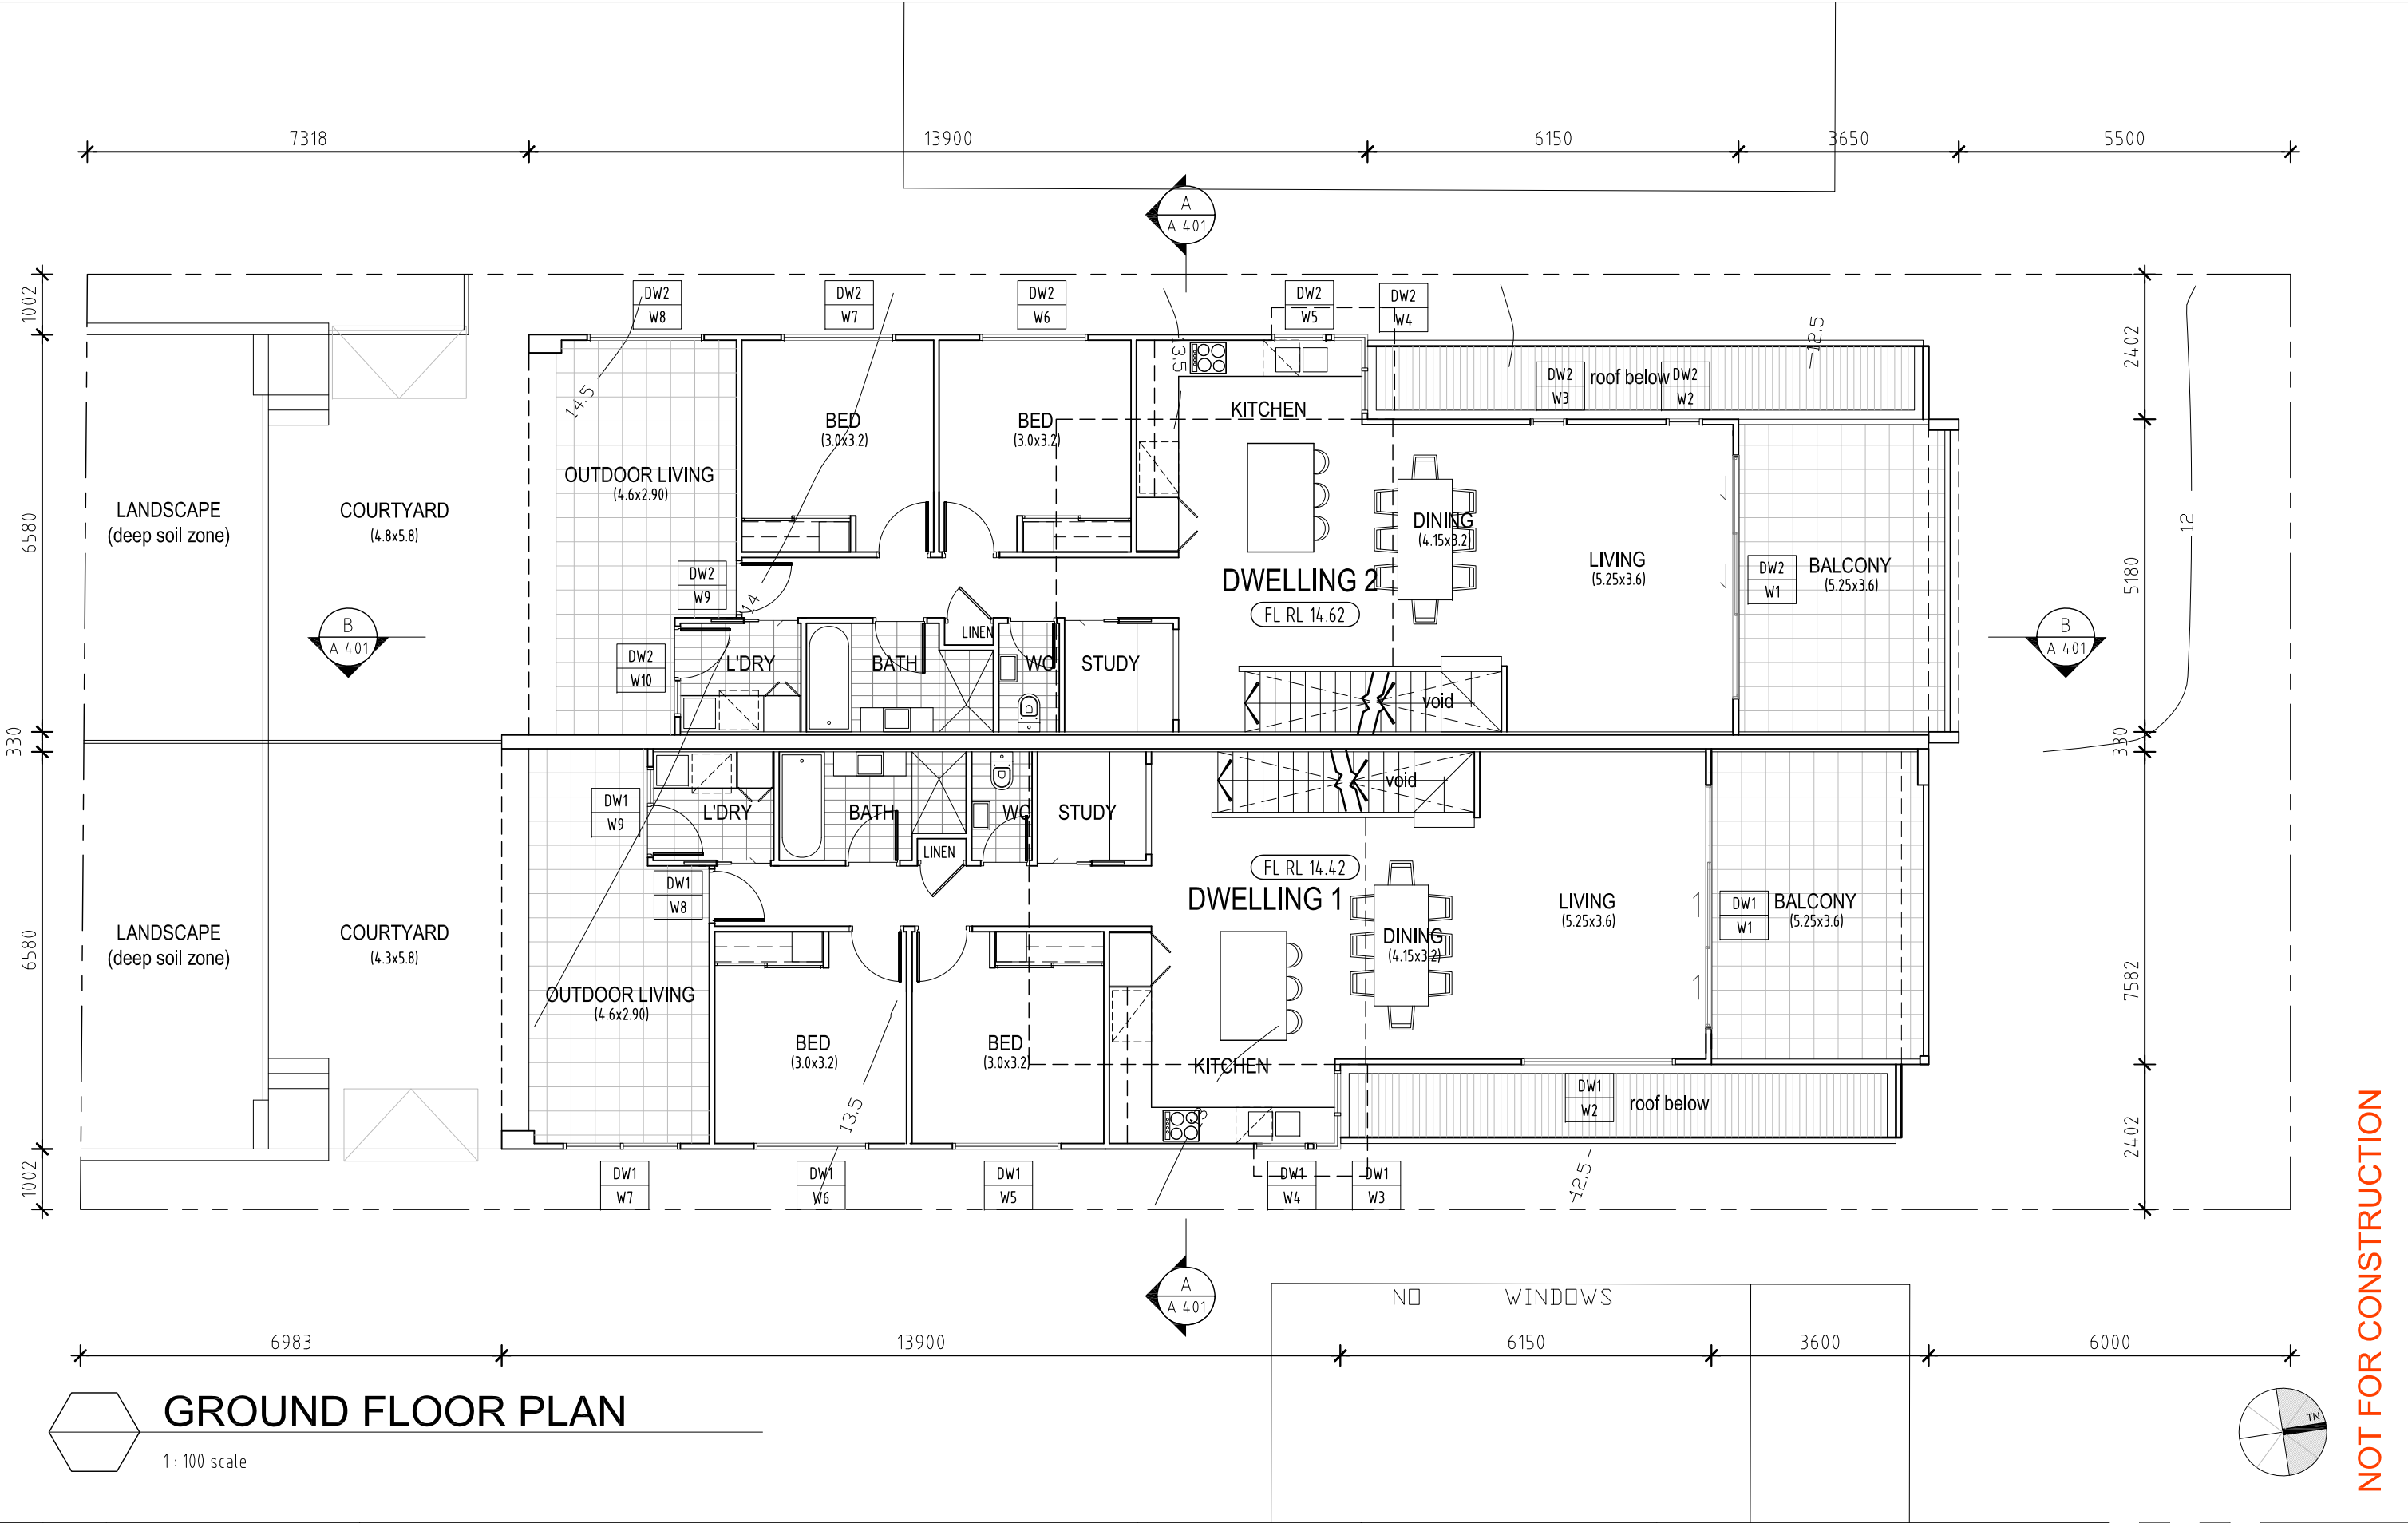 7318
13900
6150
3650
5500
A
A 401
1002
DW2
W8
DW2
W7
DW2
W6
DW2
W5
DW2
W4
13.5
12.5
2402
14.5
DW2
W3
roof below
DW2
W2
KITCHEN
BED
(3.0x3.2)
BED
(3.0x3.2)
OUTDOOR LIVING
(4.6x2.90)
LANDSCAPE
(deep soil zone)
COURTYARD
(4.8x5.8)
6580
DINING
(4.15x3.2)
12
LIVING
(5.25x3.6)
DW2
W1
BALCONY
(5.25x3.6)
5180
DWELLING 2
FL RL 14.62
DW2
W9
14
B
A 401
B
A 401
LINEN
DW2
W10
L'DRY
BATH
WC
STUDY
void
330
330
void
DW1
W9
L'DRY
BATH
WC
STUDY
LINEN
FL RL 14.42
DWELLING 1
DW1
W8
LIVING
(5.25x3.6)
DW1
W1
BALCONY
(5.25x3.6)
LANDSCAPE
(deep soil zone)
COURTYARD
(4.3x5.8)
6580
DINING
(4.15x3.2)
7582
OUTDOOR LIVING
(4.6x2.90)
BED
(3.0x3.2)
BED
(3.0x3.2)
KITCHEN
13.5
DW1
W2
roof below
2402
1002
DW1
W7
DW1
W6
DW1
W5
DW1
W4
DW1
W3
12.5
A
A 401
NO WINDOWS
6983
13900
6150
3600
6000
GROUND FLOOR PLAN
1 : 100 scale
TN
NOT FOR CONSTRUCTION